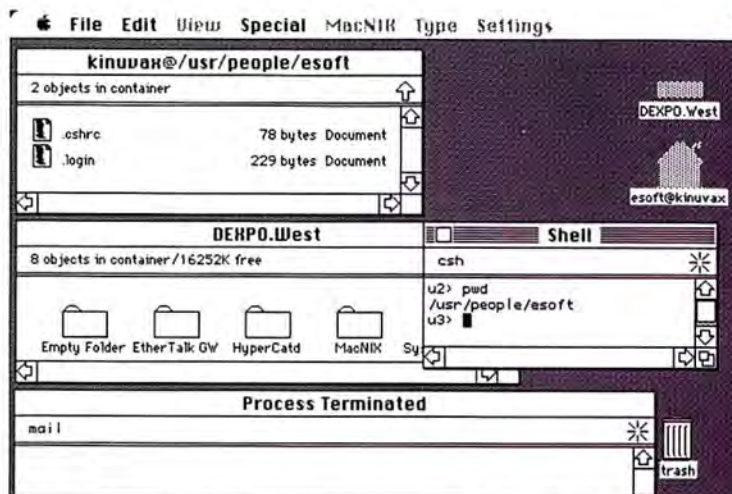 File Edit View Special MacNIX Type Settings
kinuvax@/usr/people/esoft
2 objects in container
.cshrc 78 bytes Document
.login 229 bytes Document
DEXPO.West
esoft@kinuvax
DEXPO.West
8 objects in container/16252K free
Empty Folder
EtherTalk GW
HyperCatd
MacNIX
Sy
Shell
csh
u2> pwd
/usr/people/esoft
u3>
Process Terminated
mail
trash